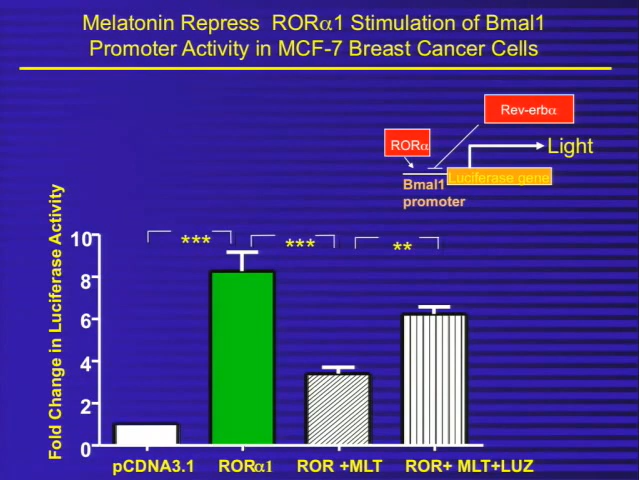 Melatonin Repress RORα1 Stimulation of Bmal1
Promoter Activity in MCF-7 Breast Cancer Cells
Rev-erbα
RORα
Light
Luciferase gene
Bmal1
promoter
Fold Change in Luciferase Activity
10
8
6
4
2
0
***
***
**
pCDNA3.1
RORα1
ROR +MLT
ROR+ MLT+LUZ